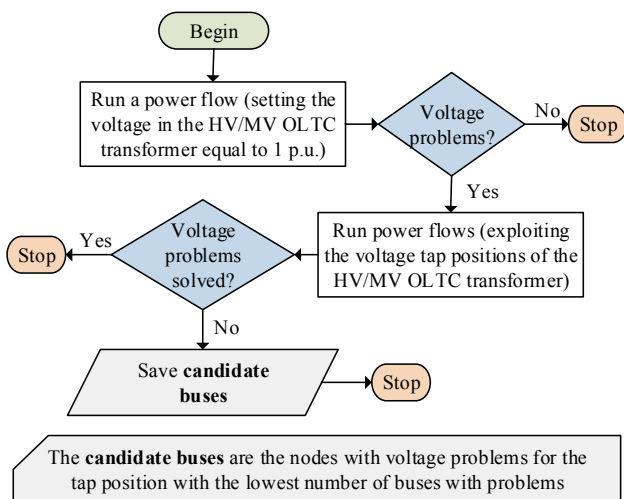 Begin
Run a power flow (setting the
voltage in the HV/MV OLTC
transformer equal to 1 p.u.)
Voltage
problems?
No
Stop
Yes
Run power flows (exploiting
the voltage tap positions of the
HV/MV OLTC transformer)
Voltage
problems
solved?
Yes
Stop
No
Save candidate
buses
Stop
The candidate buses are the nodes with voltage problems for the
tap position with the lowest number of buses with problems